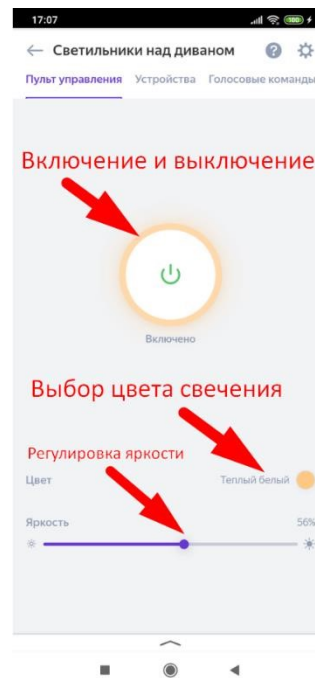 17:07
100
Светильники над диваном
Пульт управления Устройства Голосовые команды
Включение и выключение
Включено
Выбор цвета свечения
Регулировка яркости
Цвет Теплый белый
Яркость 56%